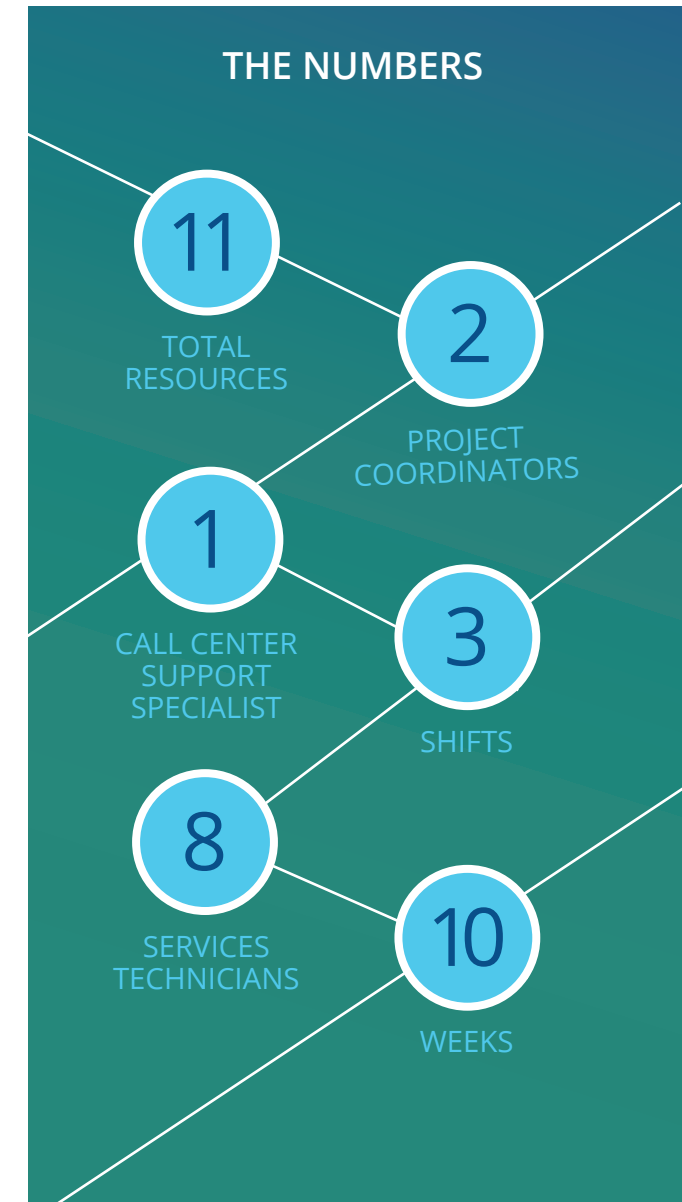 THE NUMBERS
11
TOTAL
RESOURCES
2
PROJECT
COORDINATORS
1
CALL CENTER
SUPPORT
SPECIALIST
3
SHIFTS
8
SERVICES
TECHNICIANS
10
WEEKS